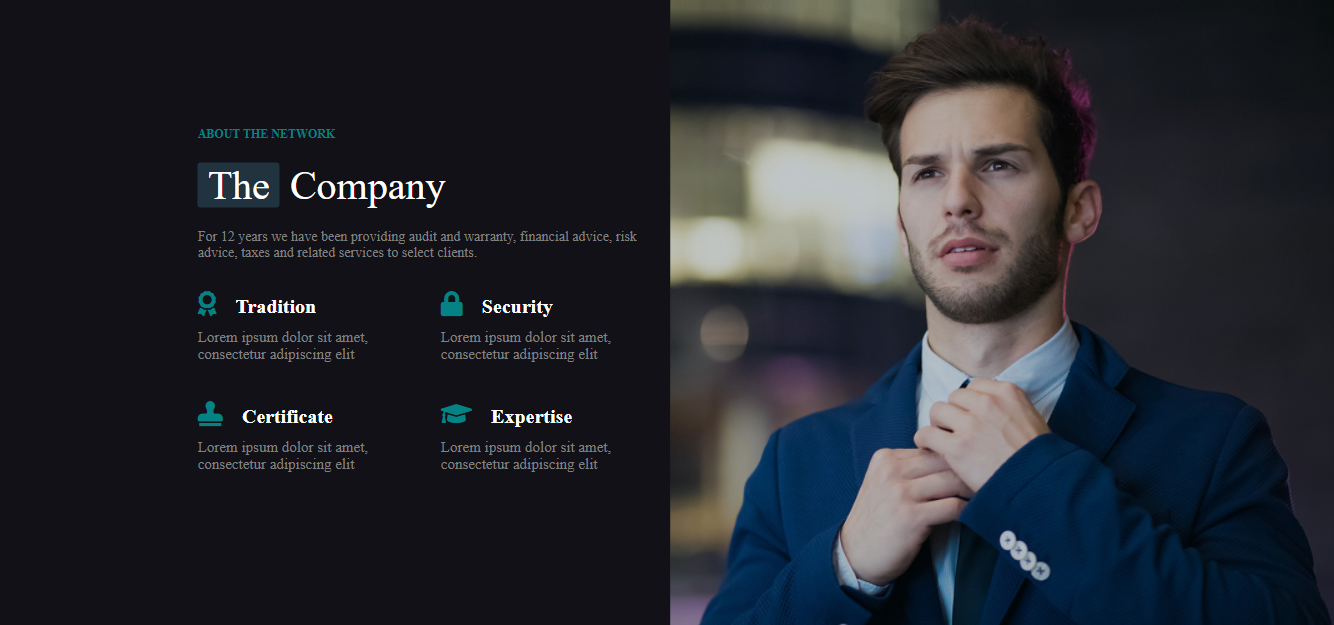 ABOUT THE NETWORK
The Company
For 12 years we have been providing audit and warranty, financial advice, risk
advice, taxes and related services to select clients.
Tradition
Lorem ipsum dolor sit amet,
consectetur adipiscing elit
Security
Lorem ipsum dolor sit amet,
consectetur adipiscing elit
Certificate
Lorem ipsum dolor sit amet,
consectetur adipiscing elit
Expertise
Lorem ipsum dolor sit amet,
consectetur adipiscing elit